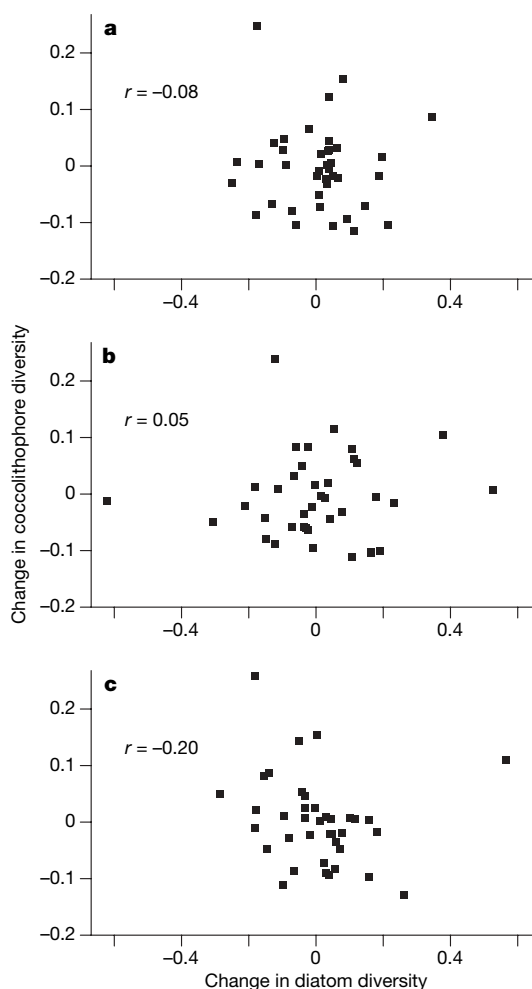 a
0.2
r = –0.08
0.1
0
–0.1
–0.2
–0.4 0 0.4
b
0.2
r = 0.05
0.1
0
–0.1
–0.2
–0.4 0 0.4
Change in coccolithophore diversity
c
0.2
r = –0.20
0.1
0
–0.1
–0.2
–0.4 0 0.4
Change in diatom diversity